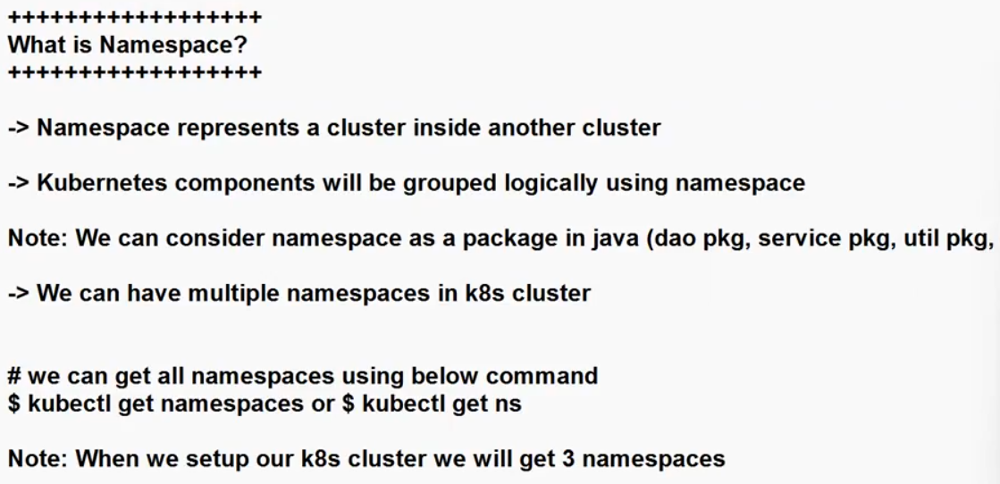 ++++++++++++++++++
What is Namespace?
++++++++++++++++++
-> Namespace represents a cluster inside another cluster
-> Kubernetes components will be grouped logically using namespace
Note: We can consider namespace as a package in java (dao pkg, service pkg, util pkg,
-> We can have multiple namespaces in k8s cluster
# we can get all namespaces using below command
$ kubectl get namespaces or $ kubectl get ns
Note: When we setup our k8s cluster we will get 3 namespaces